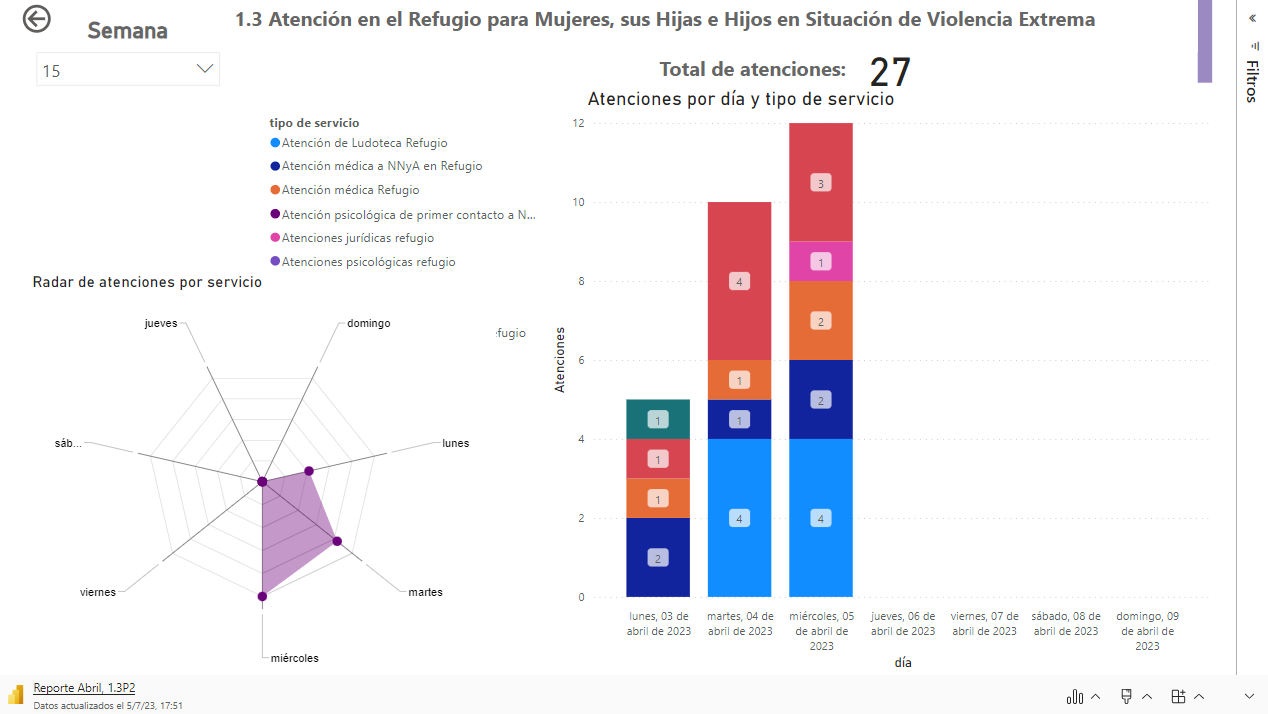 1.3 Atención en el Refugio para Mujeres, sus Hijas e Hijos en Situación de Violencia Extrema
Semana
15
Total de atenciones: 27
Filtros
Atenciones por día y tipo de servicio
tipo de servicio
Atención de Ludoteca Refugio
Atención médica a NNyA en Refugio
Atención médica Refugio
Atención psicológica de primer contacto a N...
Atenciones jurídicas refugio
Atenciones psicológicas refugio
Radar de atenciones por servicio
jueves
domingo
sáb...
lunes
viernes
martes
miércoles
efugio
Atenciones
12
10
8
6
4
2
0
1
1
1
2
4
1
1
4
3
1
2
2
4
lunes, 03 de
abril de 2023
martes, 04 de
abril de 2023
miércoles, 05
de abril de
2023
jueves, 06 de
abril de 2023
viernes, 07 de
abril de 2023
sábado, 08 de
abril de 2023
domingo, 09
de abril de
2023
día
Reporte Abril, 1.3P2
Datos actualizados el 5/7/23, 17:51